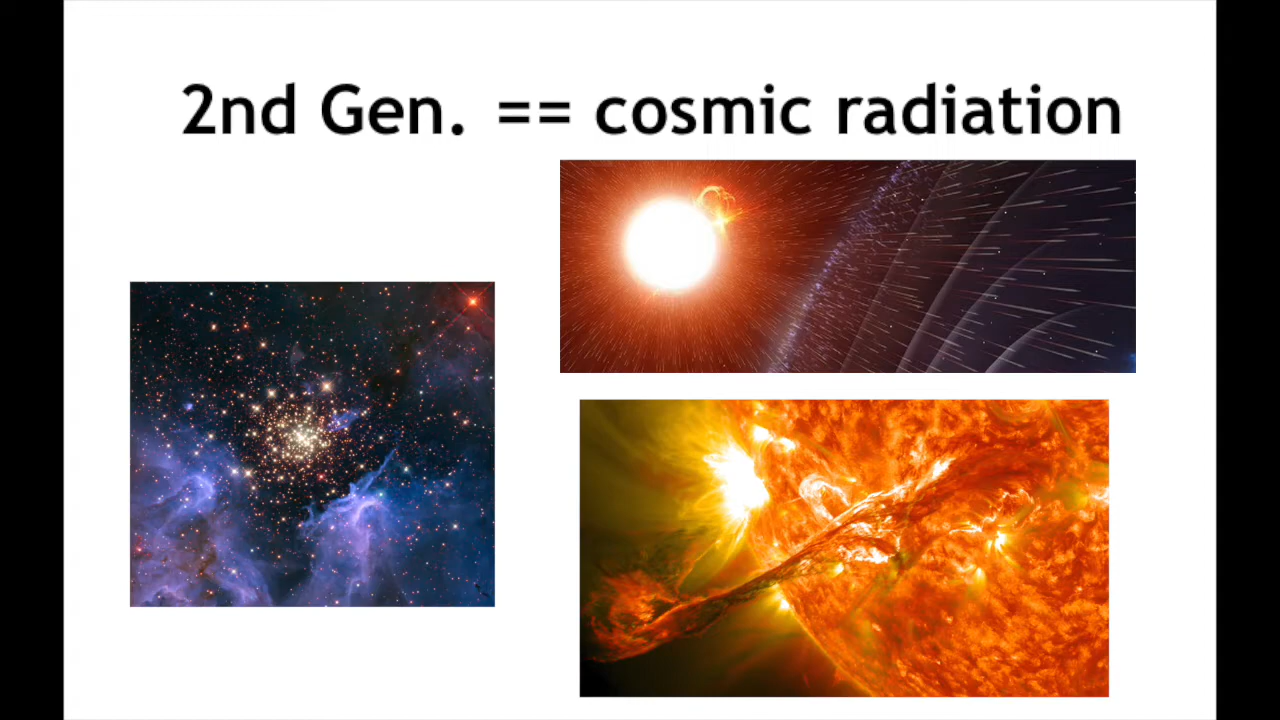 2nd Gen. == cosmic radiation